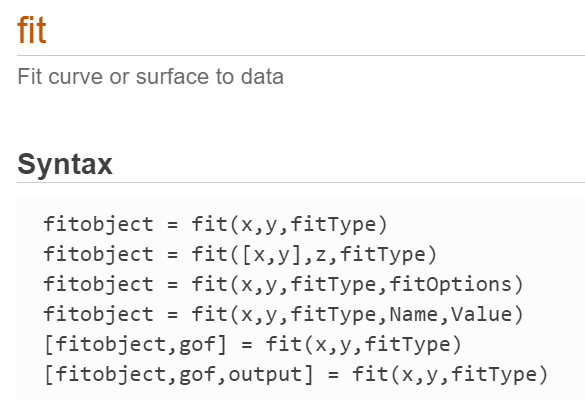 fit
Fit curve or surface to data
Syntax
fitobject = fit(x,y,fitType)
fitobject = fit([x,y],z,fitType)
fitobject = fit(x,y,fitType,fitOptions)
fitobject = fit(x,y,fitType,Name,Value)
[fitobject,gof] = fit(x,y,fitType)
[fitobject,gof,output] = fit(x,y,fitType)